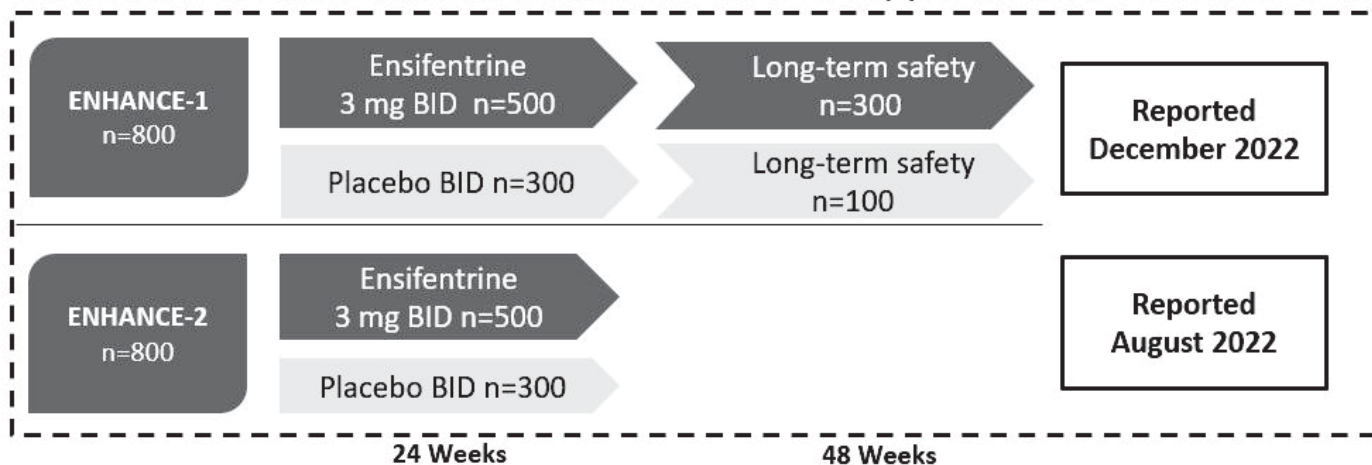 ENHANCE-1
n=800
Ensifentrine
3 mg BID n=500
Long-term safety
n=300
Placebo BID n=300
Long-term safety
n=100
Reported
December 2022
ENHANCE-2
n=800
Ensifentrine
3 mg BID n=500
Placebo BID n=300
Reported
August 2022
24 Weeks
48 Weeks